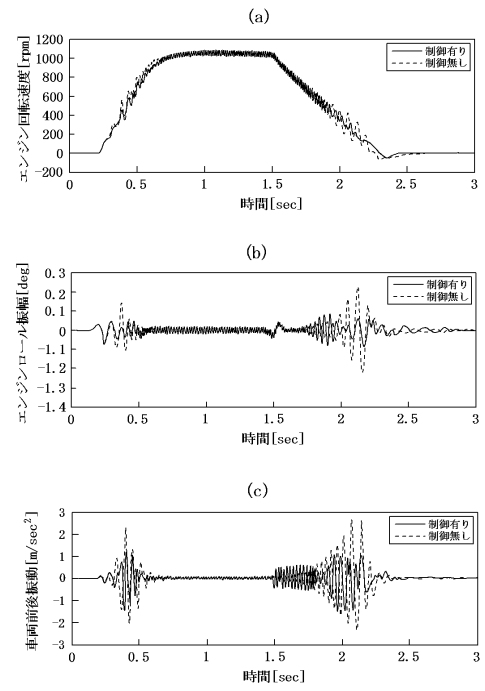 (a)
エンジン回転速度[rpm]
1200
1000
800
600
400
200
0
-200
制御有り
制御無し
0 0.5 1 1.5 2 2.5 3
時間[sec]
(b)
エンジンロール振幅[deg]
0.3
0.2
0.1
0
-1.1
-1.2
-1.3
-1.4
制御有り
制御無し
0 0.5 1 1.5 2 2.5 3
時間[sec]
(c)
車両前後振動[m/sec²]
3
2
1
0
-1
-2
-3
制御有り
制御無し
0 0.5 1 1.5 2 2.5 3
時間[sec]